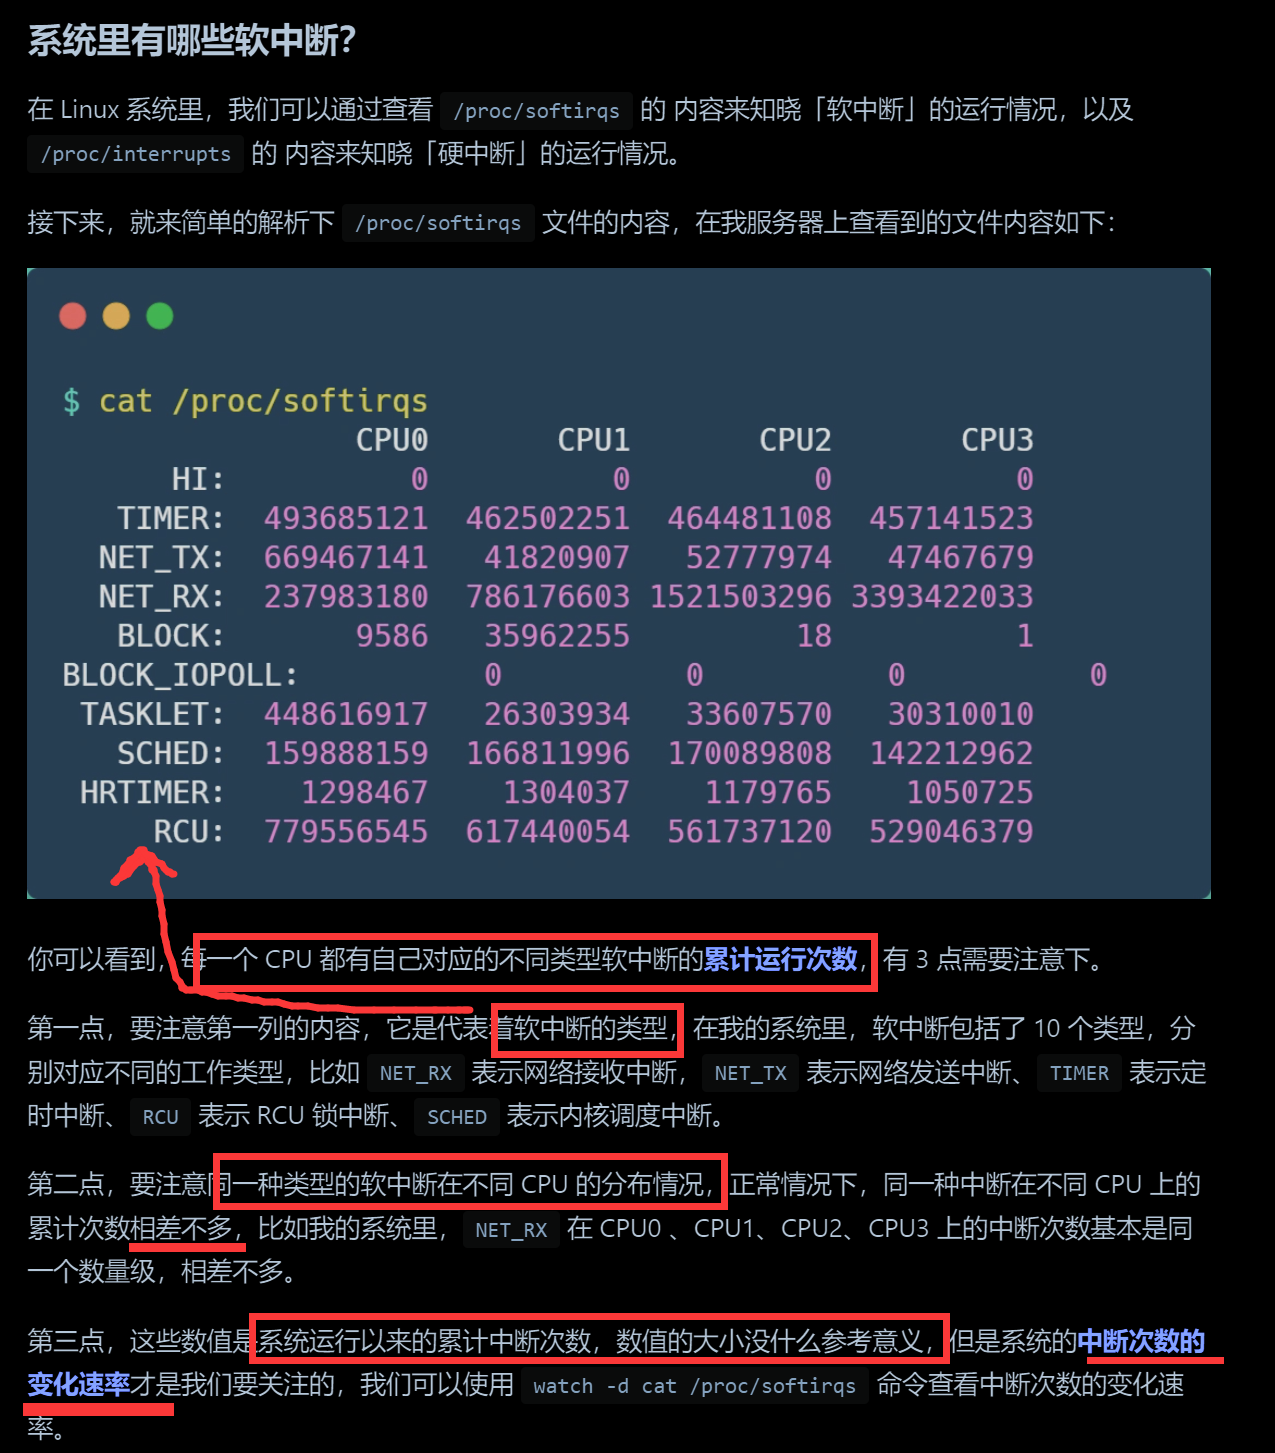 系统里有哪些软中断？
在 Linux 系统里，我们可以通过查看 /proc/softirqs 的 内容来知晓「软中断」的运行情况，以及
/proc/interrupts 的 内容来知晓「硬中断」的运行情况。
接下来，就来简单的解析下 /proc/softirqs 文件的内容，在我服务器上查看到的文件内容如下：
$ cat /proc/softirqs
CPU0 CPU1 CPU2 CPU3
HI: 0 0 0 0
TIMER: 493685121 462502251 464481108 457141523
NET_TX: 669467141 41820907 52777974 47467679
NET_RX: 237983180 786176603 1521503296 3393422033
BLOCK: 9586 35962255 18 1
BLOCK_IOPOLL: 0 0 0 0
TASKLET: 448616917 26303934 33607570 30310010
SCHED: 159888159 166811996 170089808 142212962
HRTIMER: 1298467 1304037 1179765 1050725
RCU: 779556545 617440054 561737120 529046379
你可以看到，每一个 CPU 都有自己对应的不同类型软中断的累计运行次数，有 3 点需要注意下。
第一点，要注意第一列的内容，它是代表着软中断的类型，在我的系统里，软中断包括了 10 个类型，分
别对应不同的工作类型，比如 NET_RX 表示网络接收中断，NET_TX 表示网络发送中断、TIMER 表示定
时中断、RCU 表示 RCU 锁中断、SCHED 表示内核调度中断。
第二点，要注意同一种类型的软中断在不同 CPU 的分布情况，正常情况下，同一种中断在不同 CPU 上的
累计次数相差不多，比如我的系统里，NET_RX 在 CPU0 、CPU1、CPU2、CPU3 上的中断次数基本是同
一个数量级，相差不多。
第三点，这些数值是系统运行以来的累计中断次数，数值的大小没什么参考意义，但是系统的中断次数的
变化速率才是我们要关注的，我们可以使用 watch -d cat /proc/softirqs 命令查看中断次数的变化速
率。